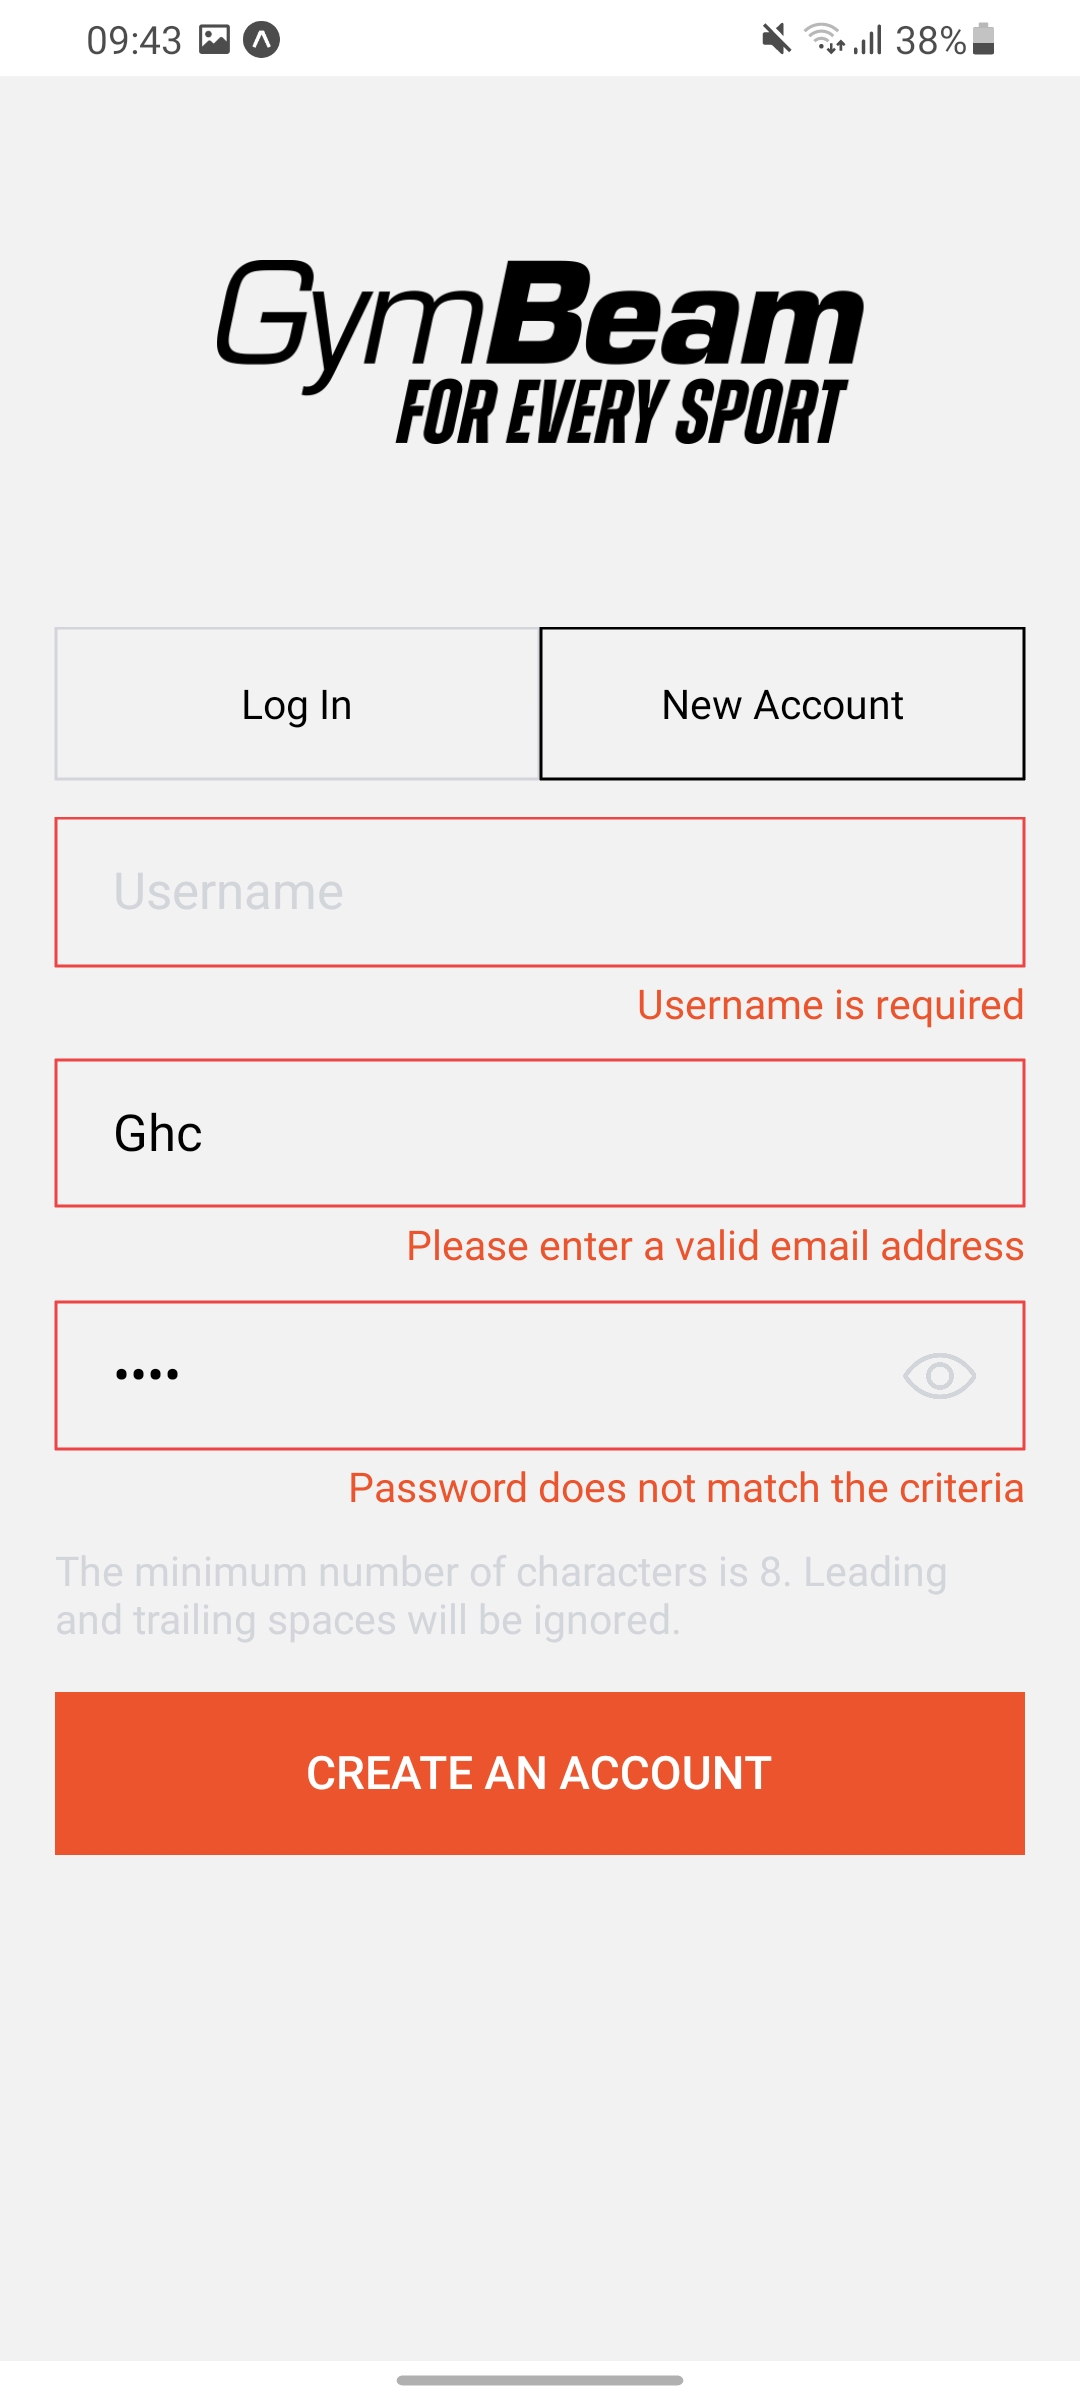 09:43
38%
GymBeam
FOR EVERY SPORT
Log In
New Account
Username
Username is required
Ghc
Please enter a valid email address
••••
Password does not match the criteria
The minimum number of characters is 8. Leading
and trailing spaces will be ignored.
CREATE AN ACCOUNT